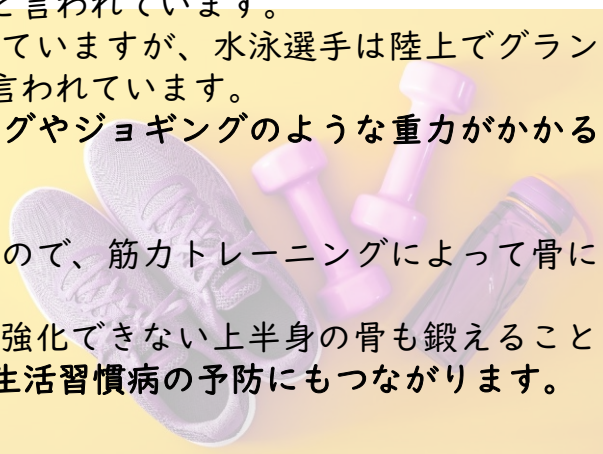 と言われています。
ていますが、水泳選手は陸上でグラン
言われています。
グやジョギングのような重力がかかる
ので、筋力トレーニングによって骨に
強化できない上半身の骨も鍛えること
生活習慣病の予防にもつながります。